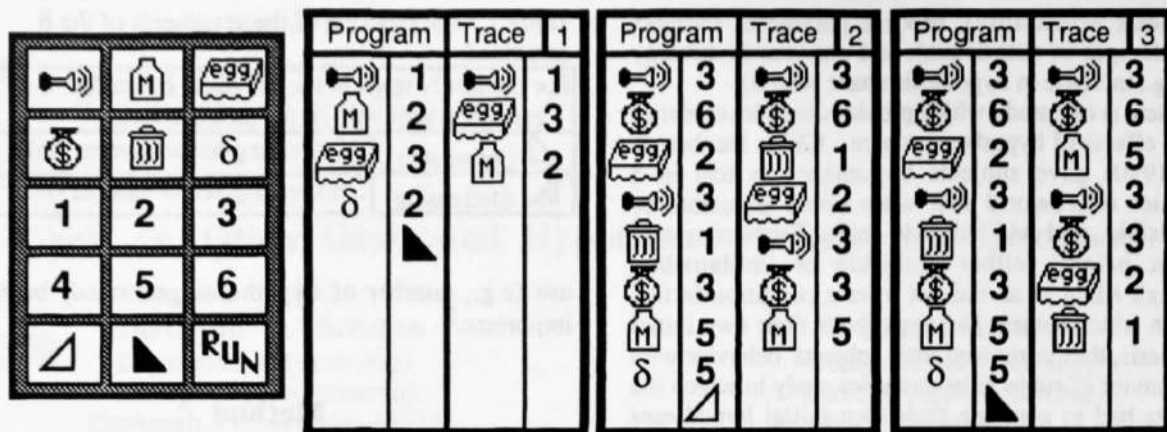 M egg
$ δ
1 2 3
4 5 6
RUN
Program Trace 1
1 1
M 2 egg 3
egg 3 M 2
δ 2
Program Trace 2
3 3
$ 6 $ 6
egg 2 1
3 egg 2
1 3
$ 3 $ 3
M 5 M 5
δ 5
Program Trace 3
3 3
$ 6 $ 6
egg 2 M 5
3 3
1 $ 3
$ 3 egg 2
M 5 1
δ 5